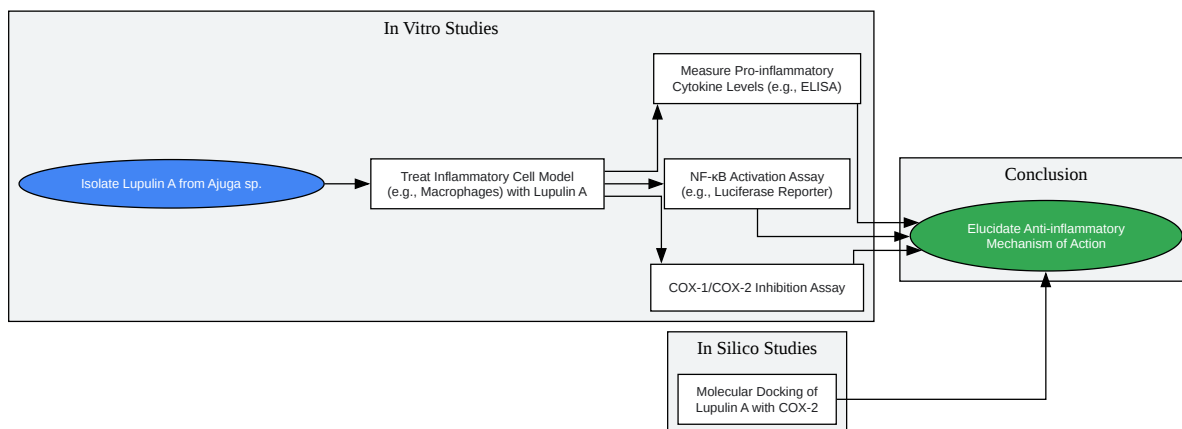 In Vitro Studies
Measure Pro-inflammatory
Cytokine Levels (e.g., ELISA)
Isolate Lupulin A from Ajuga sp.
Treat Inflammatory Cell Model
(e.g., Macrophages) with Lupulin A
NF-κB Activation Assay
(e.g., Luciferase Reporter)
COX-1/COX-2 Inhibition Assay
Conclusion
Elucidate Anti-inflammatory
Mechanism of Action
In Silico Studies
Molecular Docking of
Lupulin A with COX-2